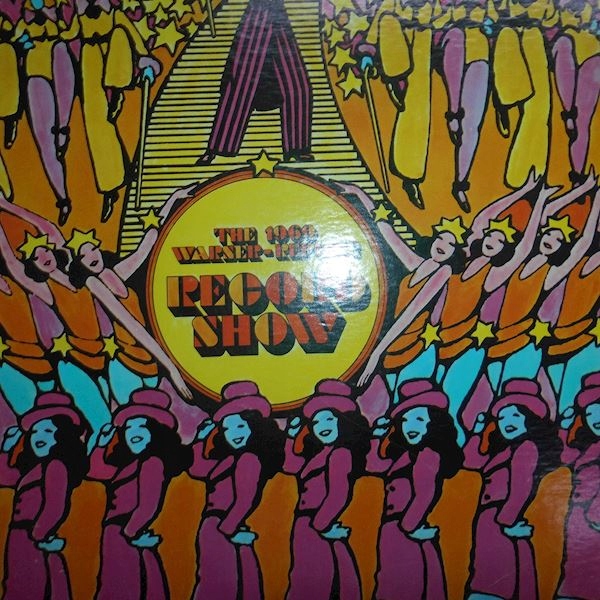 THE 1969
WARNER-
RECORD
SHOW